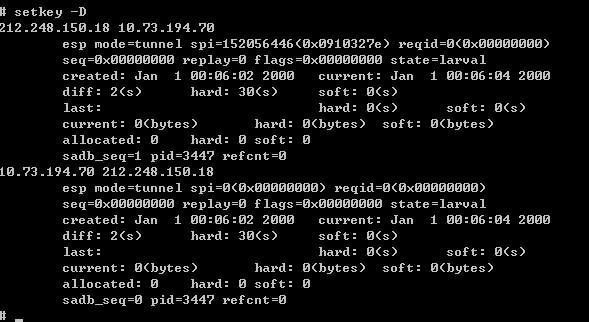 # setkey -D
212.248.150.18 10.73.194.70
esp mode=tunnel spi=152056446(0x0910327e) reqid=0(0x00000000)
seq=0x00000000 replay=0 flags=0x00000000 state=larval
created: Jan 1 00:06:02 2000 current: Jan 1 00:06:04 2000
diff: 2(s) hard: 30(s) soft: 0(s)
last: hard: 0(s) soft: 0(s)
current: 0(bytes) hard: 0(bytes) soft: 0(bytes)
allocated: 0 hard: 0 soft: 0
sadb_seq=1 pid=3447 refcnt=0
10.73.194.70 212.248.150.18
esp mode=tunnel spi=0(0x00000000) reqid=0(0x00000000)
seq=0x00000000 replay=0 flags=0x00000000 state=larval
created: Jan 1 00:06:02 2000 current: Jan 1 00:06:04 2000
diff: 2(s) hard: 30(s) soft: 0(s)
last: hard: 0(s) soft: 0(s)
current: 0(bytes) hard: 0(bytes) soft: 0(bytes)
allocated: 0 hard: 0 soft: 0
sadb_seq=0 pid=3447 refcnt=0
# _